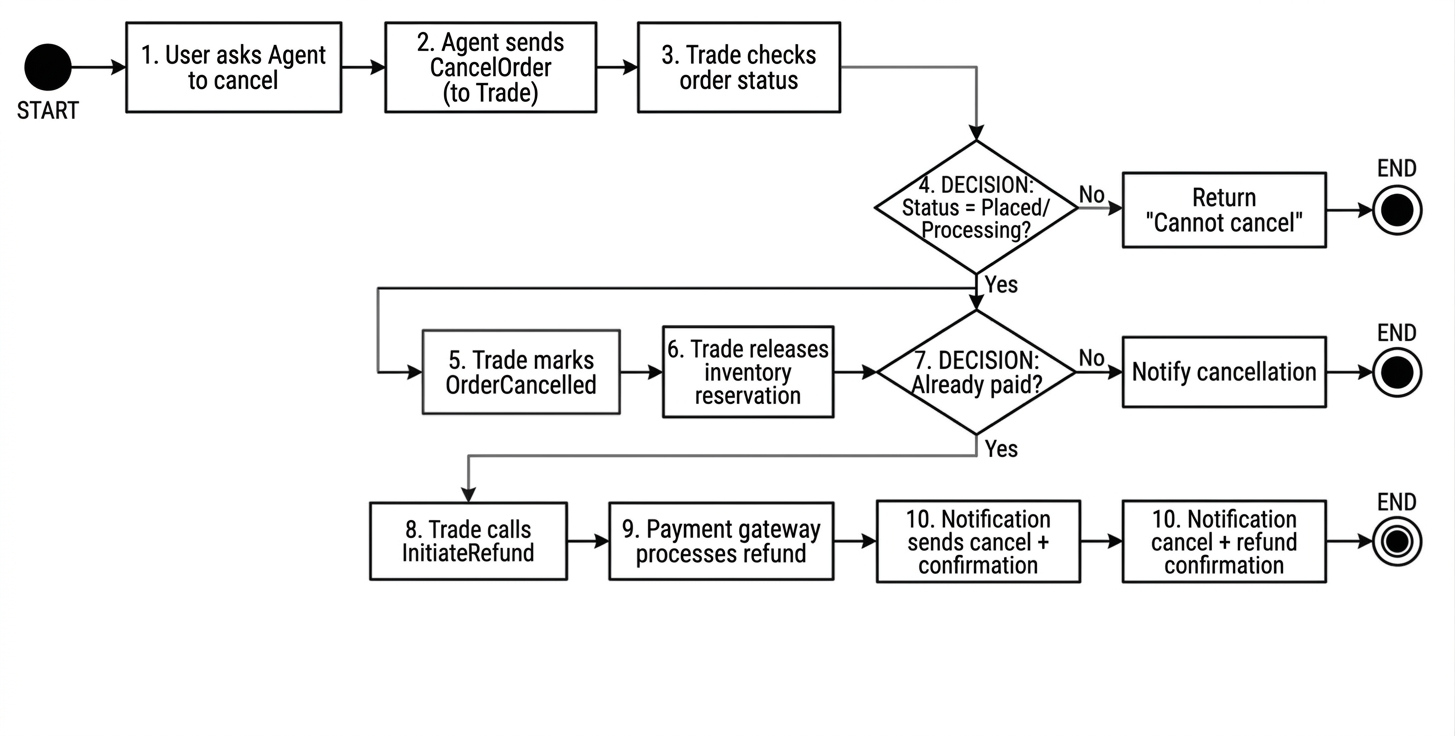 START
1. User asks Agent
to cancel
2. Agent sends
CancelOrder
(to Trade)
3. Trade checks
order status
4. DECISION:
Status = Placed/
Processing?
No
Return
"Cannot cancel"
END
Yes
5. Trade marks
OrderCancelled
6. Trade releases
inventory
reservation
7. DECISION:
Already paid?
No
Notify cancellation
END
Yes
8. Trade calls
InitiateRefund
9. Payment gateway
processes refund
10. Notification
sends cancel +
confirmation
10. Notification
cancel + refund
confirmation
END